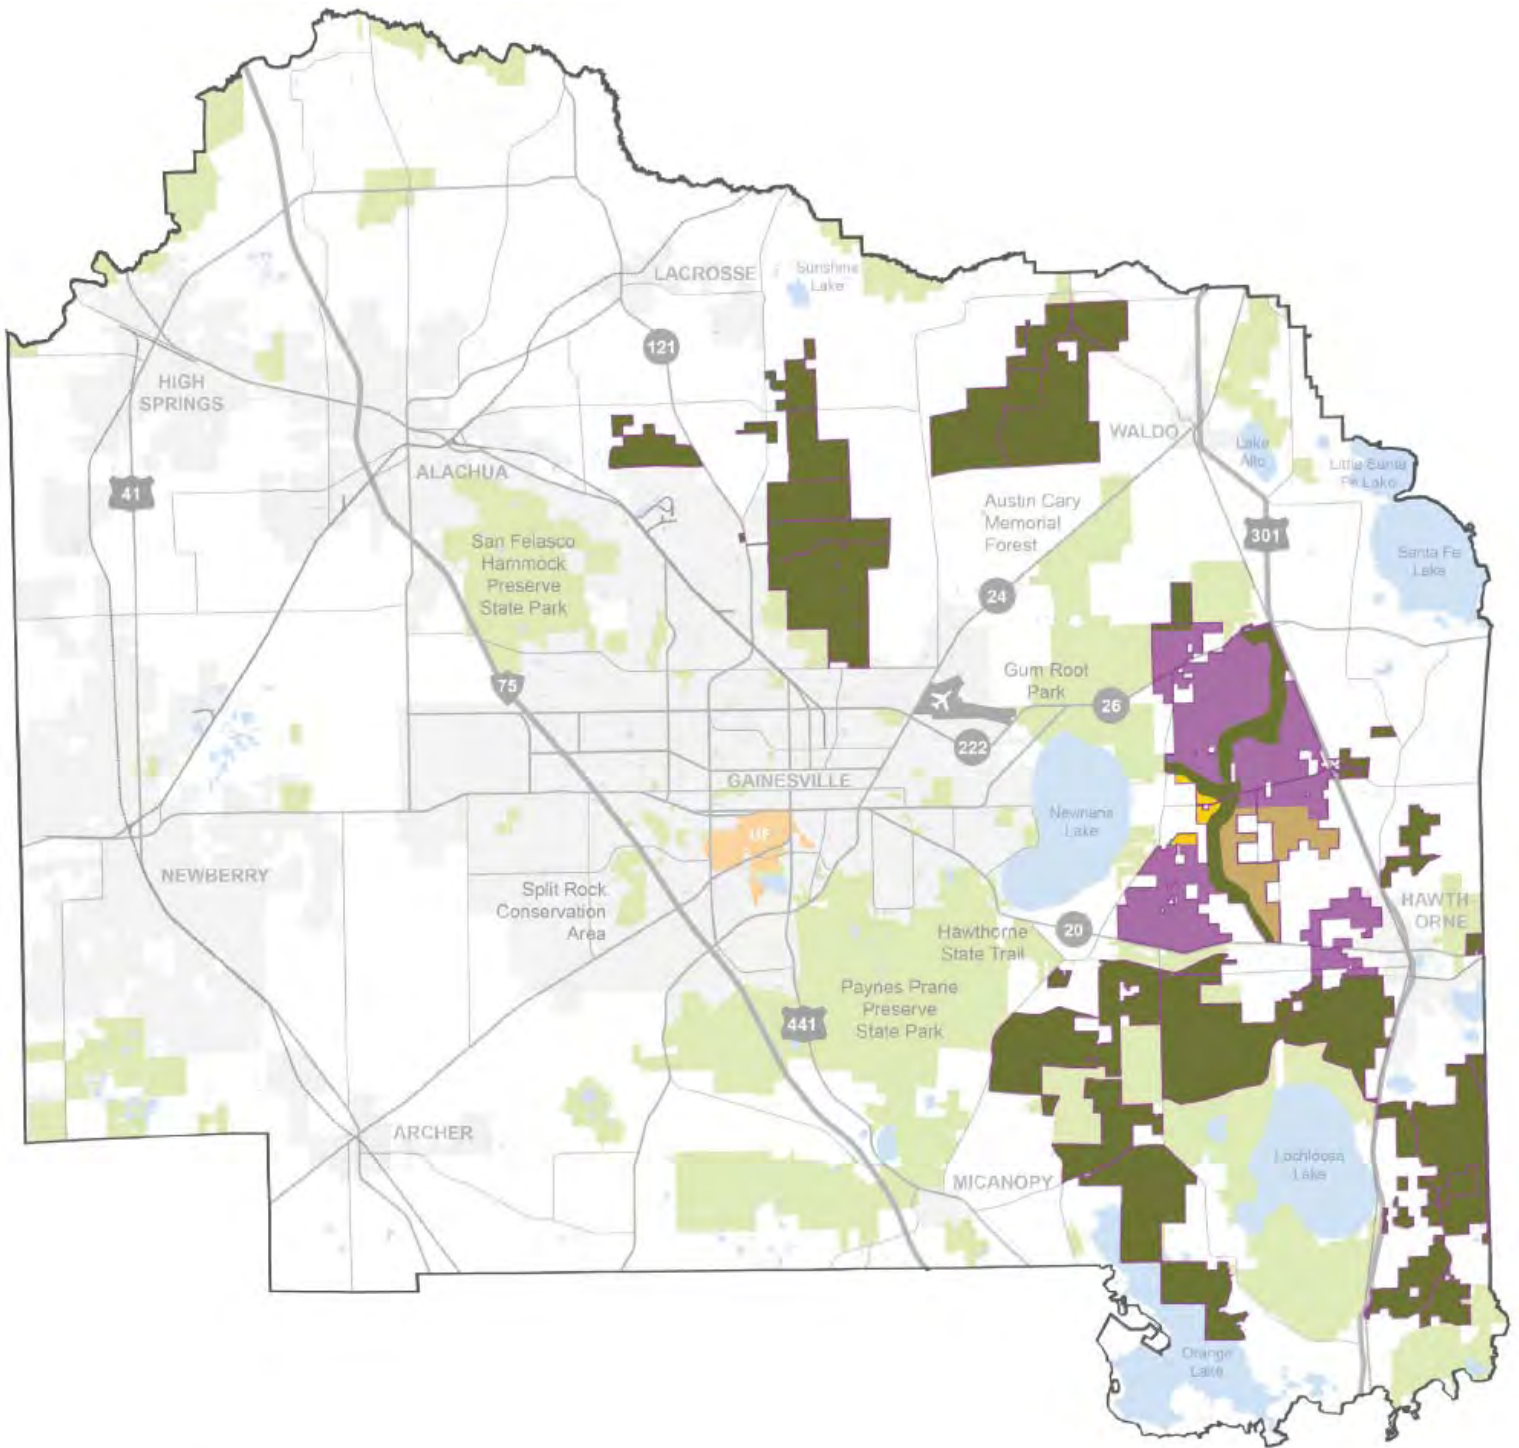 LACROSSE
Sunshine
Lake
121
HIGH
SPRINGS
WALDO
Lake
Alto
Little Santa
Fe Lake
ALACHUA
41
Austin Cary
Memorial
Forest
301
San Felasco
Hammock
Preserve
State Park
Santa Fe
Lake
24
75
Gum Root
Park
26
222
GAINESVILLE
UF
Newnans
Lake
NEWBERRY
Split Rock
Conservation
Area
HAWTH
ORNE
20
Hawthorne
State Trail
Paynes Prarie
Preserve
State Park
441
ARCHER
Lochloosa
Lake
MICANOPY
Orange
Lake